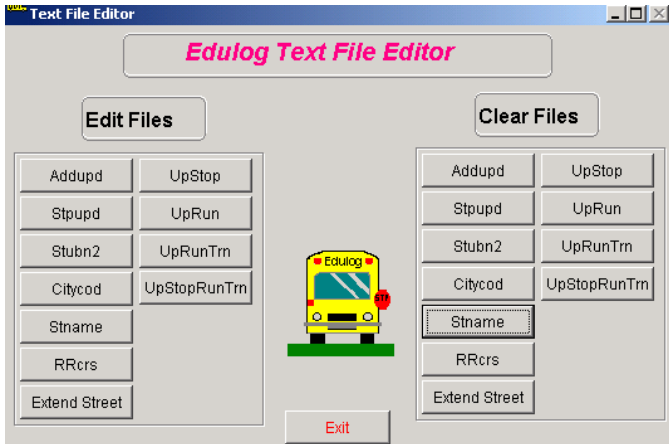 Text File Editor
Edulog Text File Editor
Edit Files
Addupd UpStop
Stpupd UpRun
Stubn2 UpRunTrn
Citycod UpStopRunTrn
Stname
RRcrs
Extend Street
Edulog
Clear Files
Addupd UpStop
Stpupd UpRun
Stubn2 UpRunTrn
Citycod UpStopRunTrn
Stname
RRcrs
Extend Street
Exit